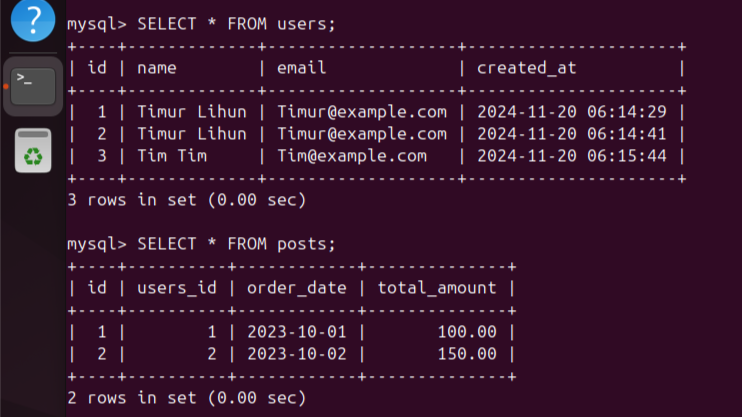 mysql> SELECT * FROM users;
+----+-------------+--------------------+---------------------+
| id | name        | email              | created_at          |
+----+-------------+--------------------+---------------------+
|  1 | Timur Lihun | Timur@example.com | 2024-11-20 06:14:29 |
|  2 | Timur Lihun | Timur@example.com | 2024-11-20 06:14:41 |
|  3 | Tim Tim     | Tim@example.com   | 2024-11-20 06:15:44 |
+----+-------------+--------------------+---------------------+
3 rows in set (0.00 sec)
mysql> SELECT * FROM posts;
+----+----------+------------+--------------+
| id | users_id | order_date | total_amount |
+----+----------+------------+--------------+
|  1 |        1 | 2023-10-01 |       100.00 |
|  2 |        2 | 2023-10-02 |       150.00 |
+----+----------+------------+--------------+
2 rows in set (0.00 sec)